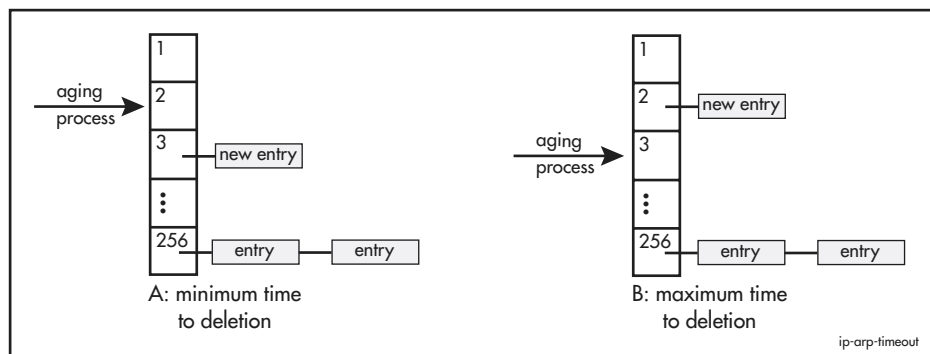 1
aging
process
2
3
new entry
⋮
256
entry
entry
A: minimum time
to deletion
1
2
new entry
aging
process
3
⋮
256
entry
entry
B: maximum time
to deletion
ip-arp-timeout